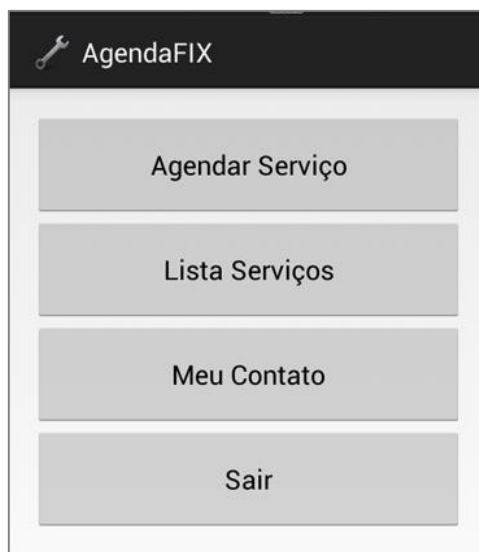 AgendaFIX
Agendar Serviço
Lista Serviços
Meu Contato
Sair